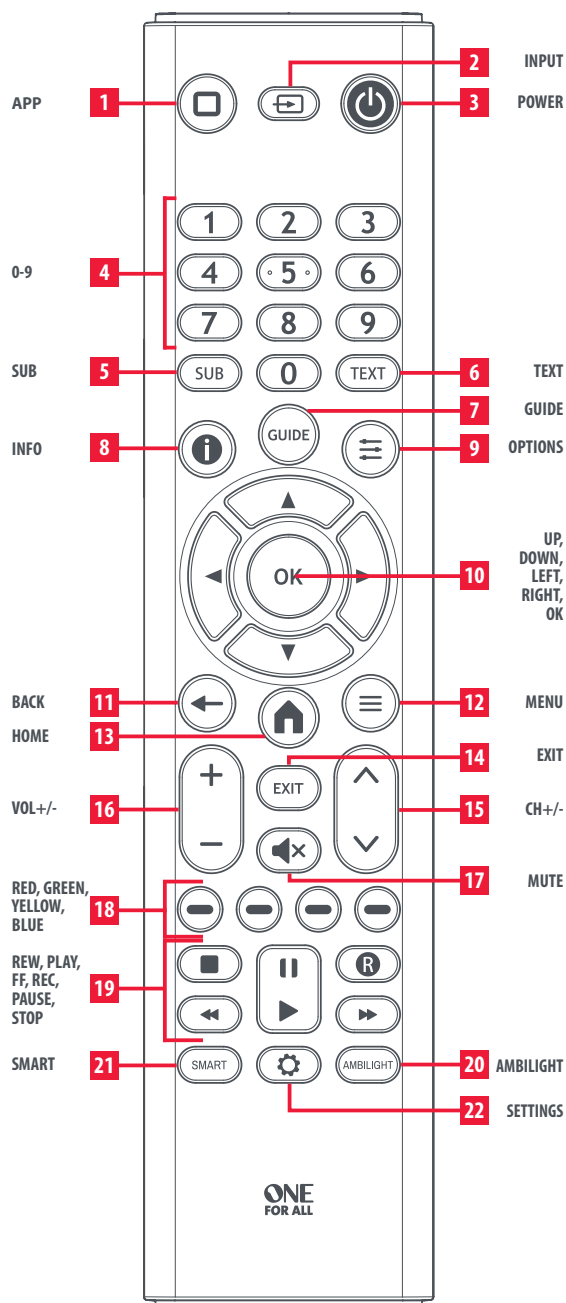 2 INPUT
APP 1 3 POWER
1 2 3
0-9 4 4 5 6
7 8 9
SUB 5 SUB 0 TEXT 6 TEXT
7 GUIDE
INFO 8 i GUIDE 9 OPTIONS
UP,
DOWN,
OK 10 LEFT,
RIGHT,
OK
BACK 11 12 MENU
HOME 13
14 EXIT
VOL+/- 16 + EXIT 15 CH+/-
−
17 MUTE
RED, GREEN,
YELLOW, 18
BLUE
REW, PLAY, R
FF, REC, 19
PAUSE,
STOP
SMART 21 SMART AMBILIGHT 20 AMBILIGHT
22 SETTINGS
ONE
FOR ALL